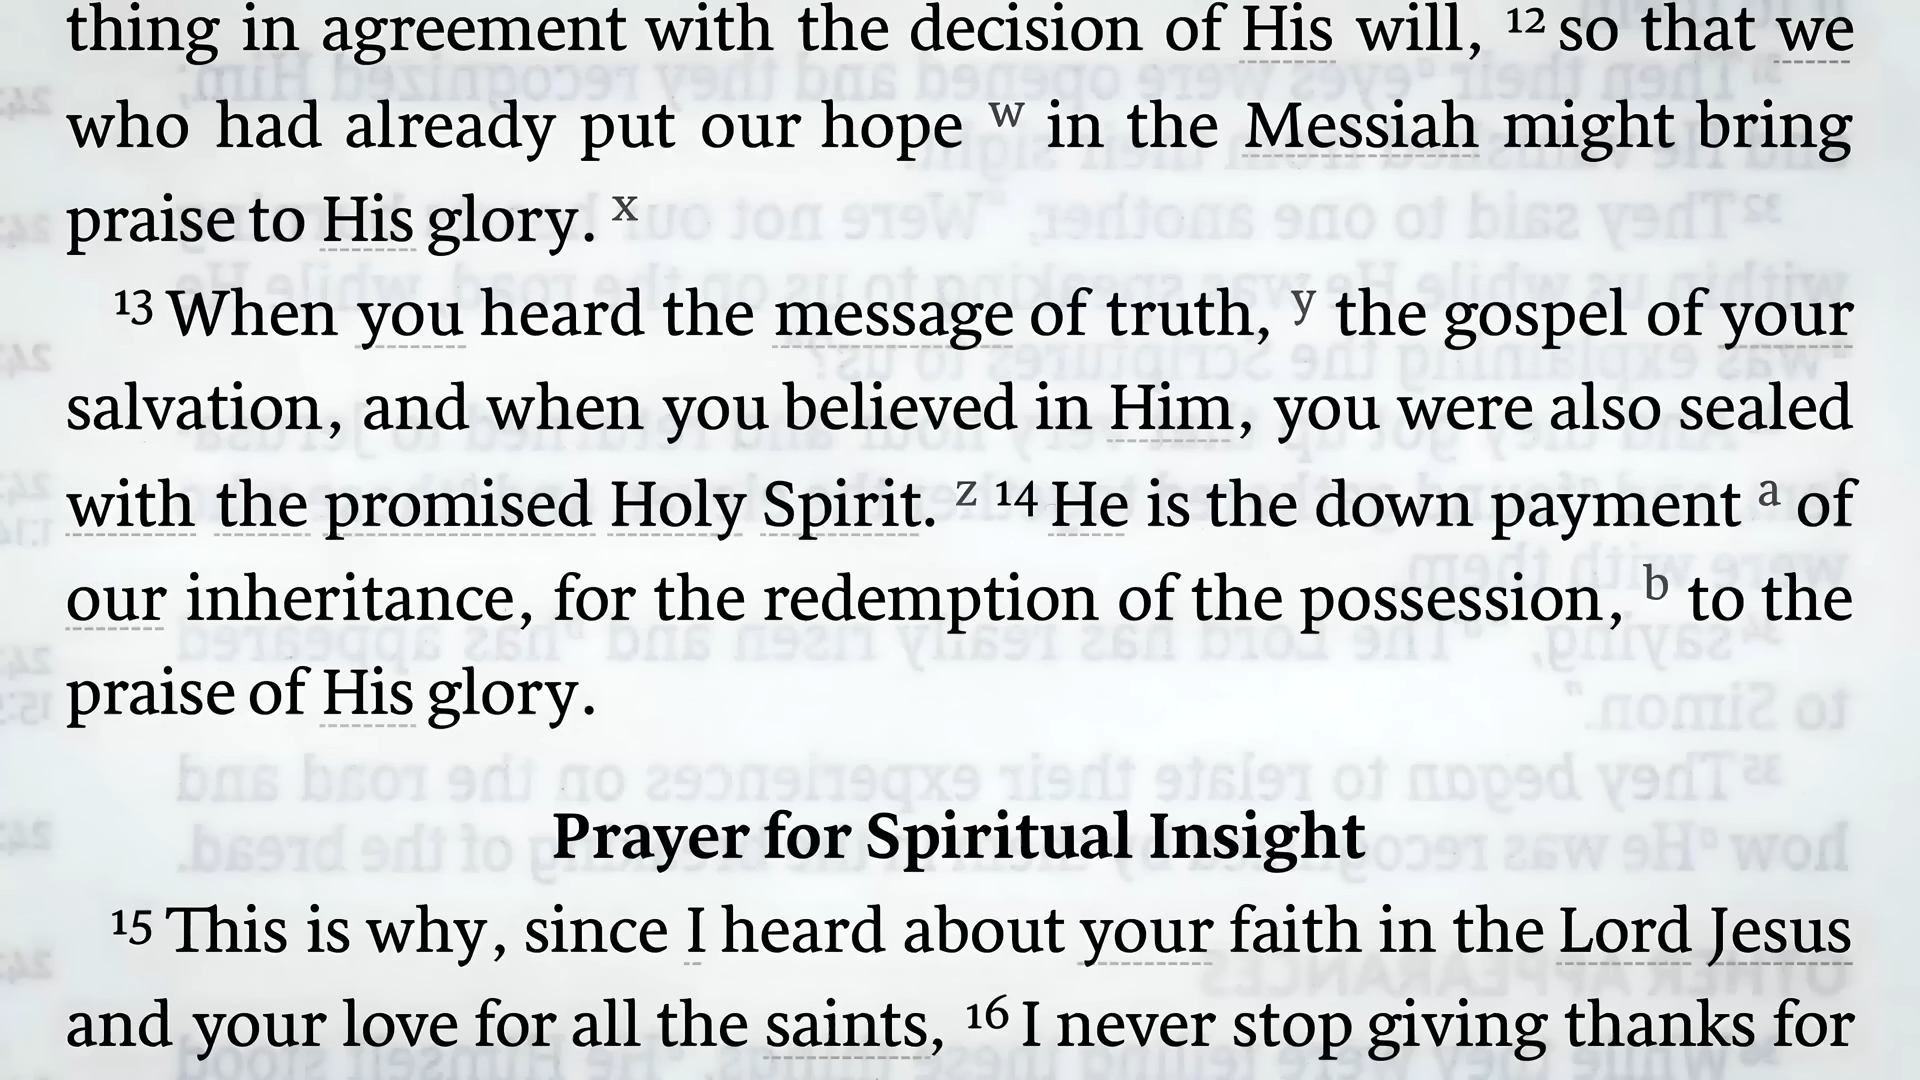 thing in agreement with the decision of His will, 12 so that we
who had already put our hope w in the Messiah might bring
praise to His glory. x
13 When you heard the message of truth, y the gospel of your
salvation, and when you believed in Him, you were also sealed
with the promised Holy Spirit. z 14 He is the down payment a of
our inheritance, for the redemption of the possession, b to the
praise of His glory.
Prayer for Spiritual Insight
15 This is why, since I heard about your faith in the Lord Jesus
and your love for all the saints, 16 I never stop giving thanks for